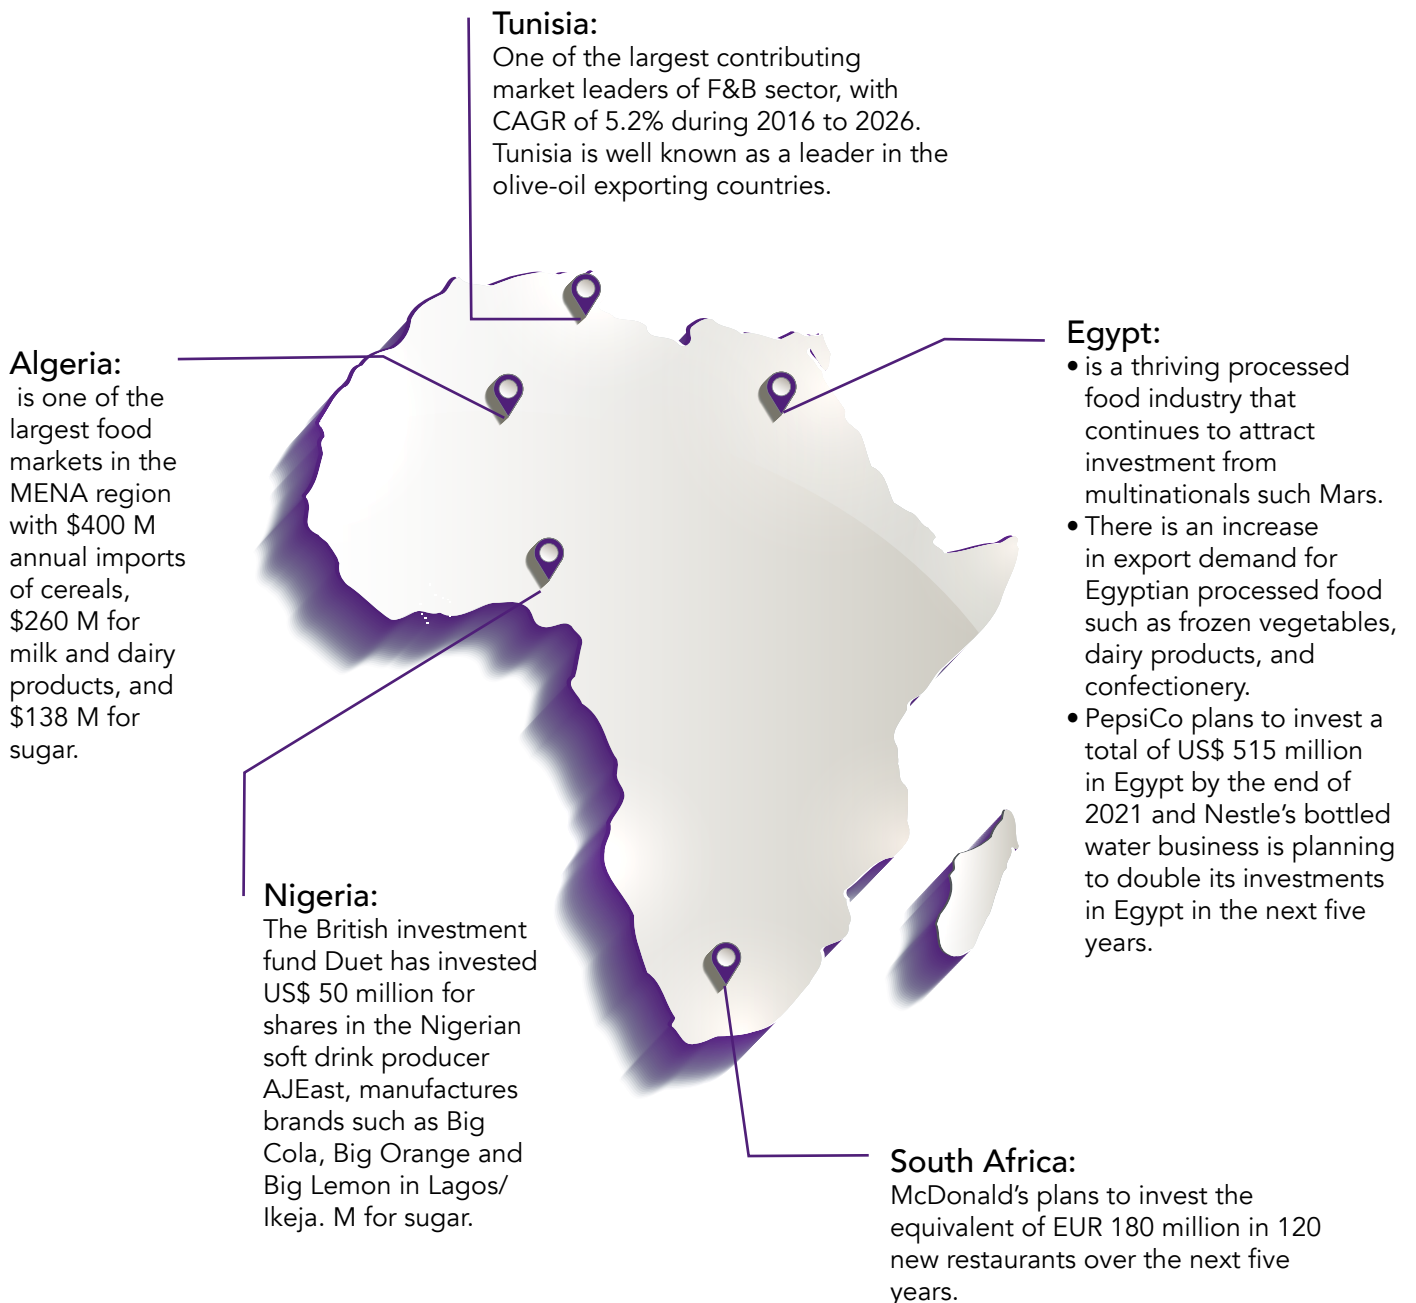 Tunisia:
One of the largest contributing
market leaders of F&B sector, with
CAGR of 5.2% during 2016 to 2026.
Tunisia is well known as a leader in the
olive-oil exporting countries.
Algeria:
is one of the
largest food
markets in the
MENA region
with $400 M
annual imports
of cereals,
$260 M for
milk and dairy
products, and
$138 M for
sugar.
Egypt:
• is a thriving processed
food industry that
continues to attract
investment from
multinationals such Mars.
• There is an increase
in export demand for
Egyptian processed food
such as frozen vegetables,
dairy products, and
confectionery.
• PepsiCo plans to invest a
total of US$ 515 million
in Egypt by the end of
2021 and Nestle’s bottled
water business is planning
to double its investments
in Egypt in the next five
years.
Nigeria:
The British investment
fund Duet has invested
US$ 50 million for
shares in the Nigerian
soft drink producer
AJEast, manufactures
brands such as Big
Cola, Big Orange and
Big Lemon in Lagos/
Ikeja. M for sugar.
South Africa:
McDonald’s plans to invest the
equivalent of EUR 180 million in 120
new restaurants over the next five
years.